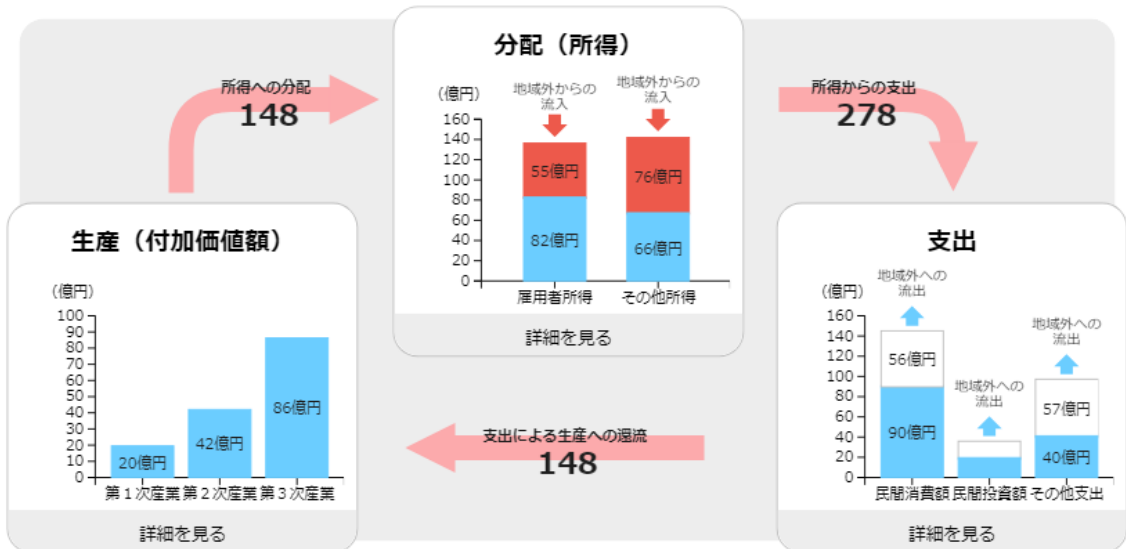 分配（所得）
所得への分配
148
（億円）
地域外からの
流入
地域外からの
流入
160
140
120
100
80
60
40
20
0
55億円
76億円
82億円
66億円
雇用者所得
その他所得
詳細を見る
所得からの支出
278
生産（付加価値額）
（億円）
100
90
80
70
60
50
40
30
20
10
0
20億円
42億円
86億円
第１次産業
第２次産業
第３次産業
詳細を見る
支出による生産への還流
148
支出
（億円）
地域外への
流出
地域外への
流出
地域外への
流出
160
140
120
100
80
60
40
20
0
56億円
90億円
57億円
40億円
民間消費額
民間投資額
その他支出
詳細を見る